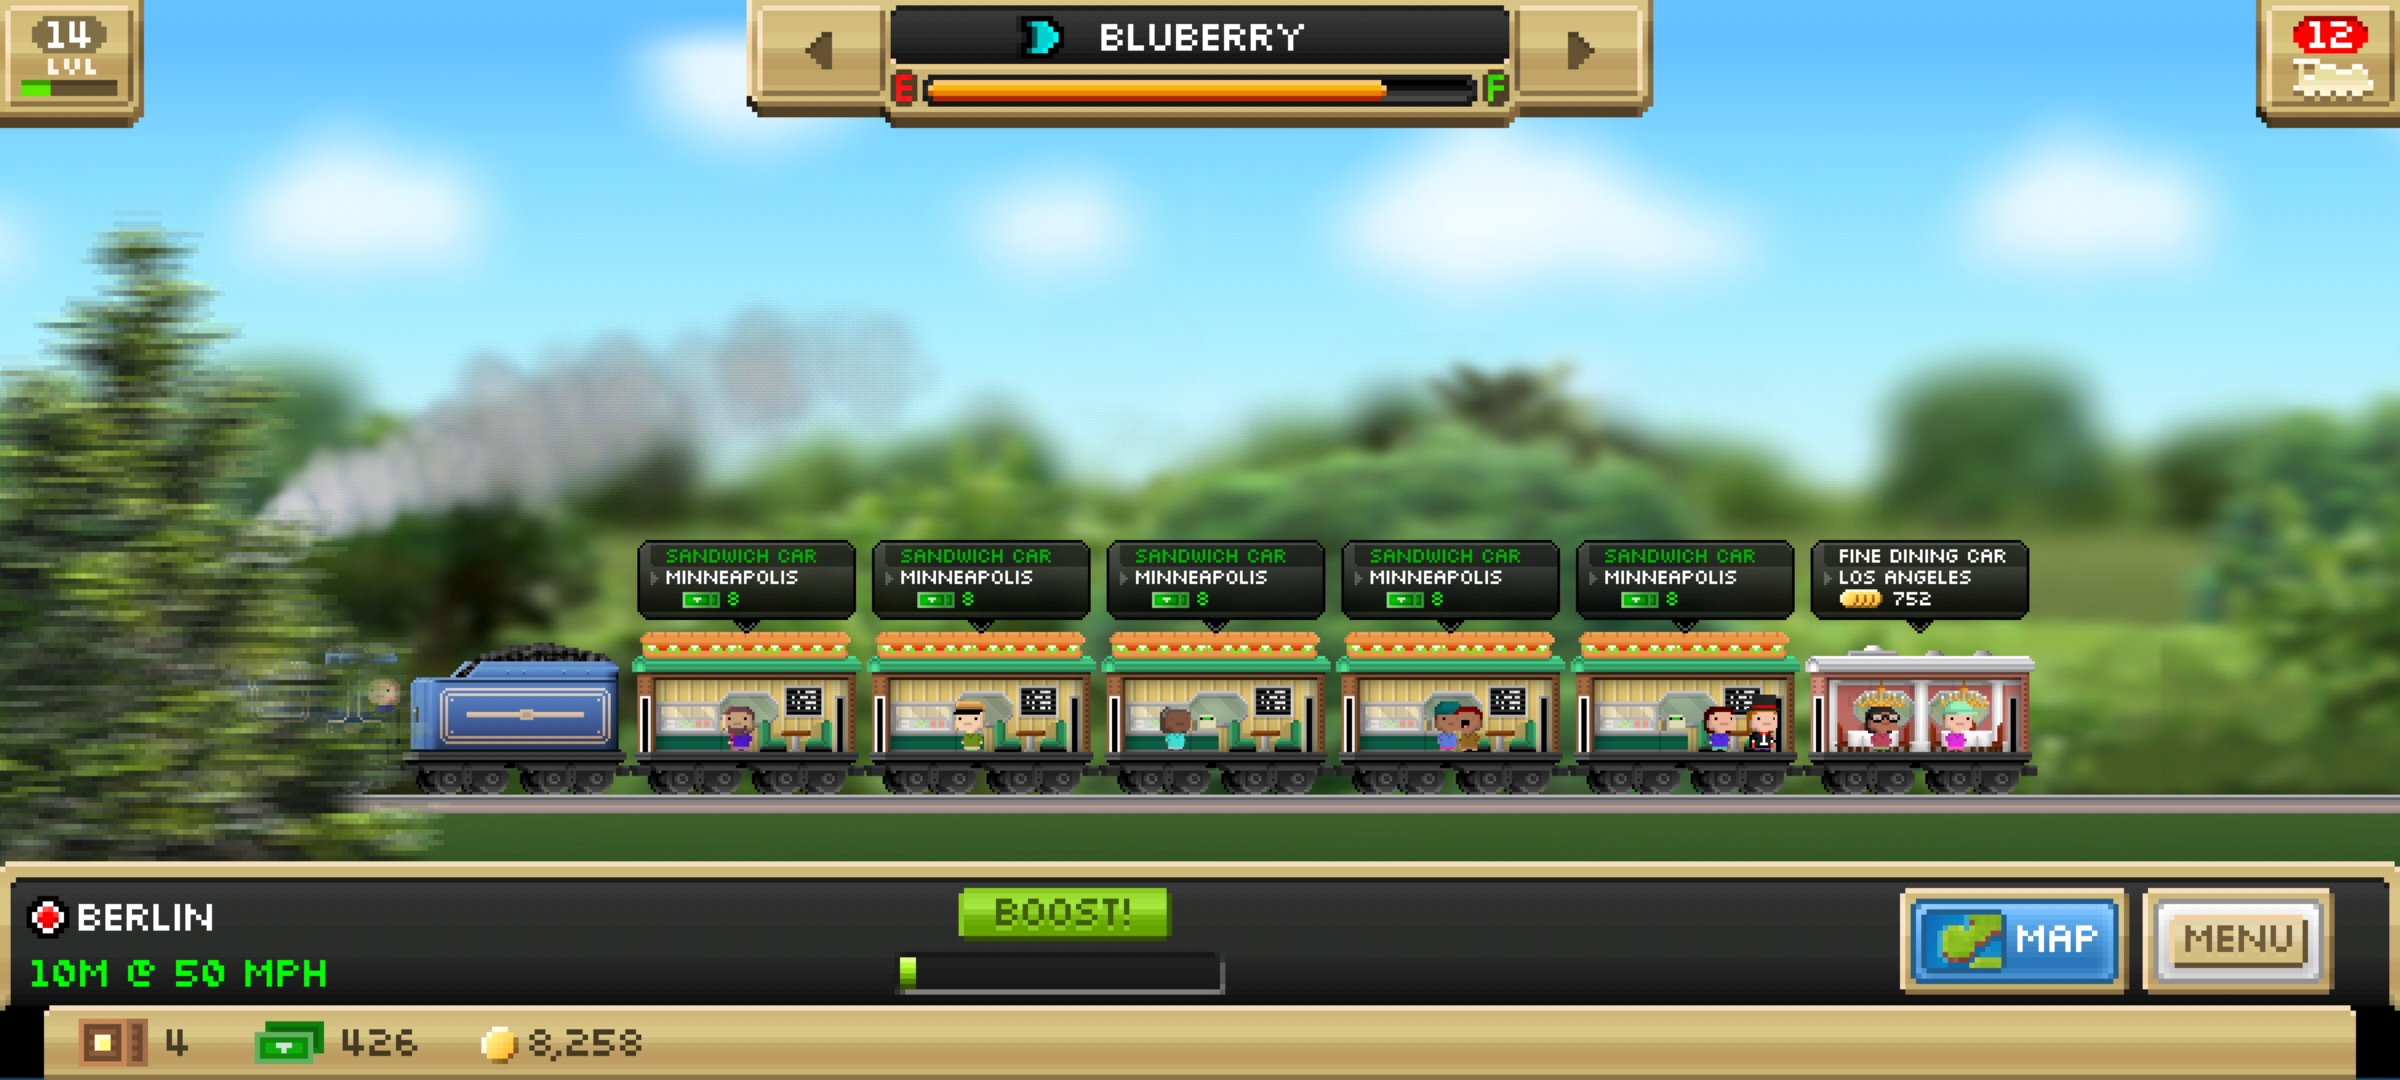 14
LVL
BLUBERRY
E
F
12
SANDWICH CAR
MINNEAPOLIS
8
SANDWICH CAR
MINNEAPOLIS
8
SANDWICH CAR
MINNEAPOLIS
8
SANDWICH CAR
MINNEAPOLIS
8
SANDWICH CAR
MINNEAPOLIS
8
FINE DINING CAR
LOS ANGELES
752
BERLIN
10M @ 50 MPH
BOOST!
MAP
MENU
4
426
8,258